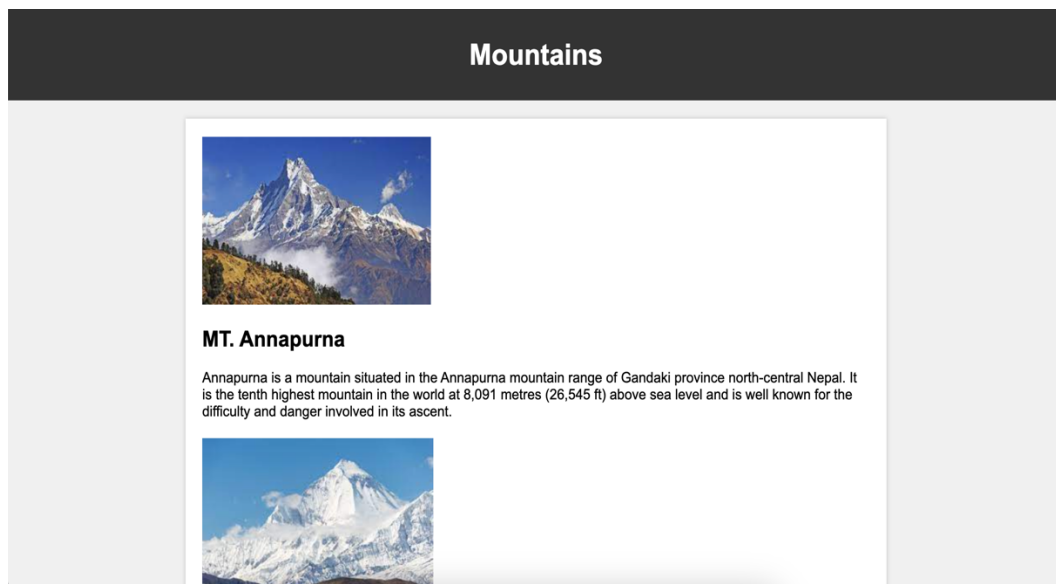 Mountains
MT. Annapurna
Annapurna is a mountain situated in the Annapurna mountain range of Gandaki province north-central Nepal. It
is the tenth highest mountain in the world at 8,091 metres (26,545 ft) above sea level and is well known for the
difficulty and danger involved in its ascent.